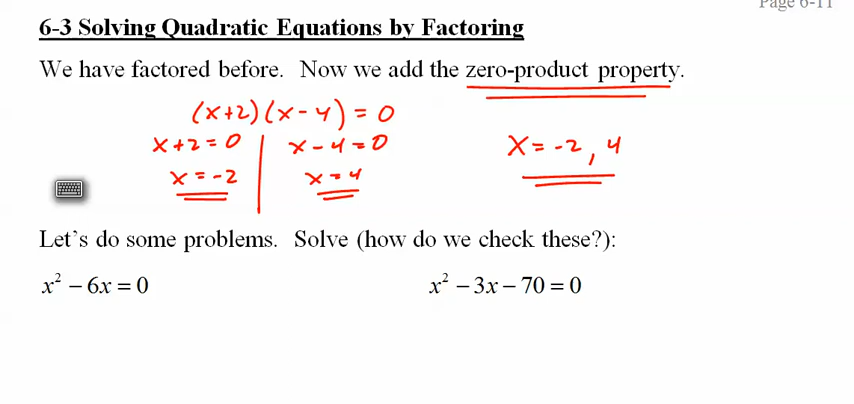 Page 6-11
6-3 Solving Quadratic Equations by Factoring
We have factored before. Now we add the zero-product property.
(x+2)(x-4) = 0
x+2=0 | x-4=0
x=-2, 4
x=-2 | x=4
Let's do some problems. Solve (how do we check these?):
x² − 6x = 0
x² − 3x − 70 = 0